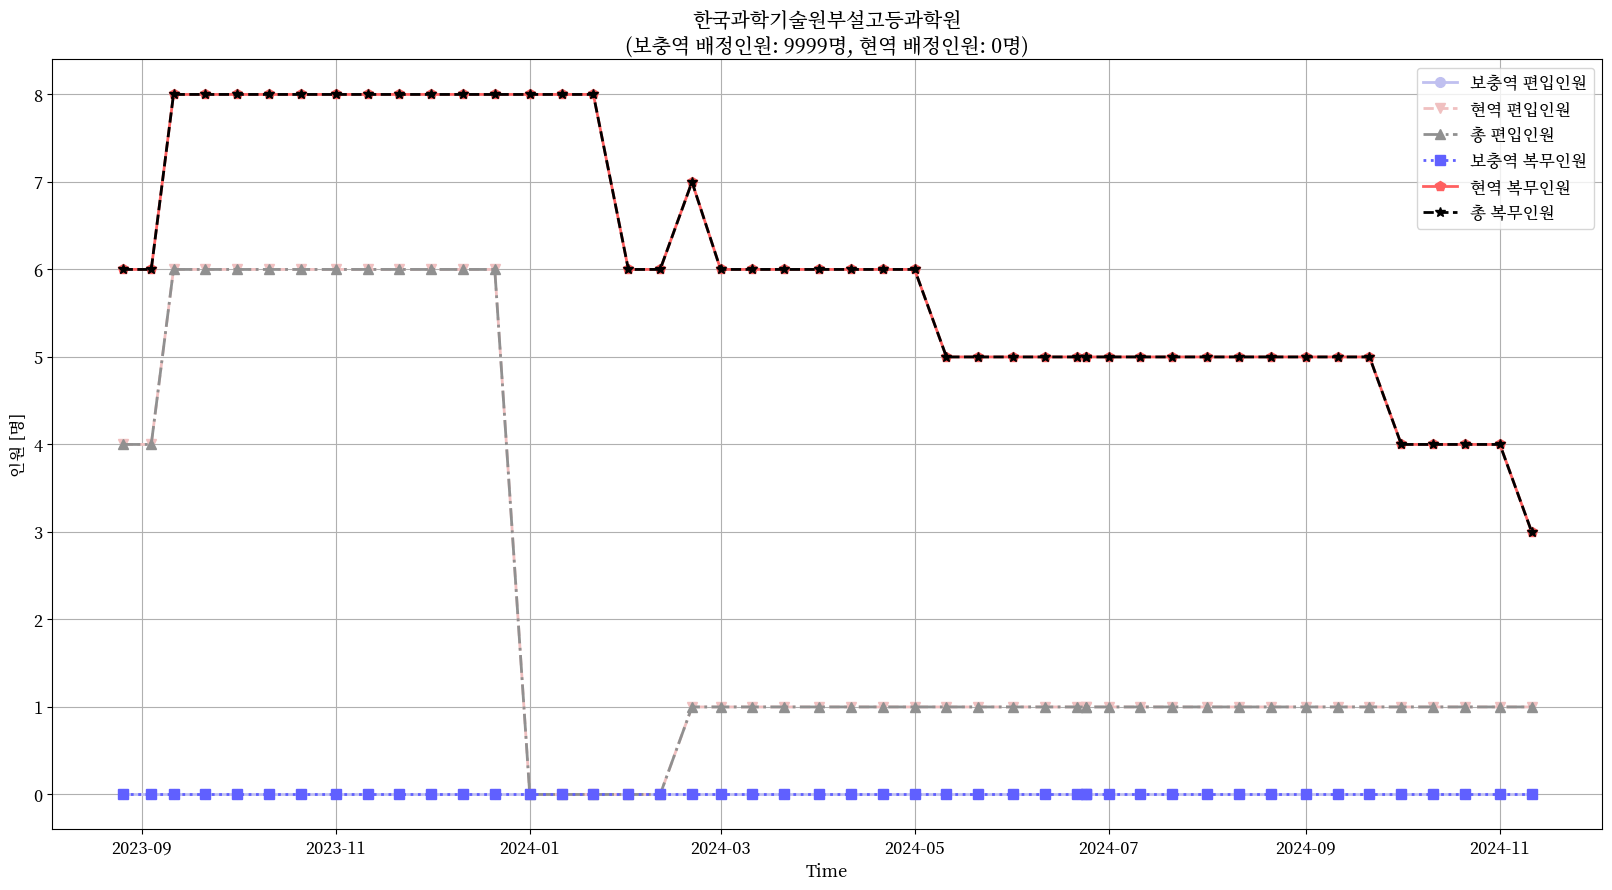 한국과학기술원부설고등과학원
(보충역 배정인원: 9999명, 현역 배정인원: 0명)
보충역 편입인원
현역 편입인원
총 편입인원
보충역 복무인원
현역 복무인원
총 복무인원
인원 [명]
8
7
6
5
4
3
2
1
0
2023-09
2023-11
2024-01
2024-03
2024-05
2024-07
2024-09
2024-11
Time